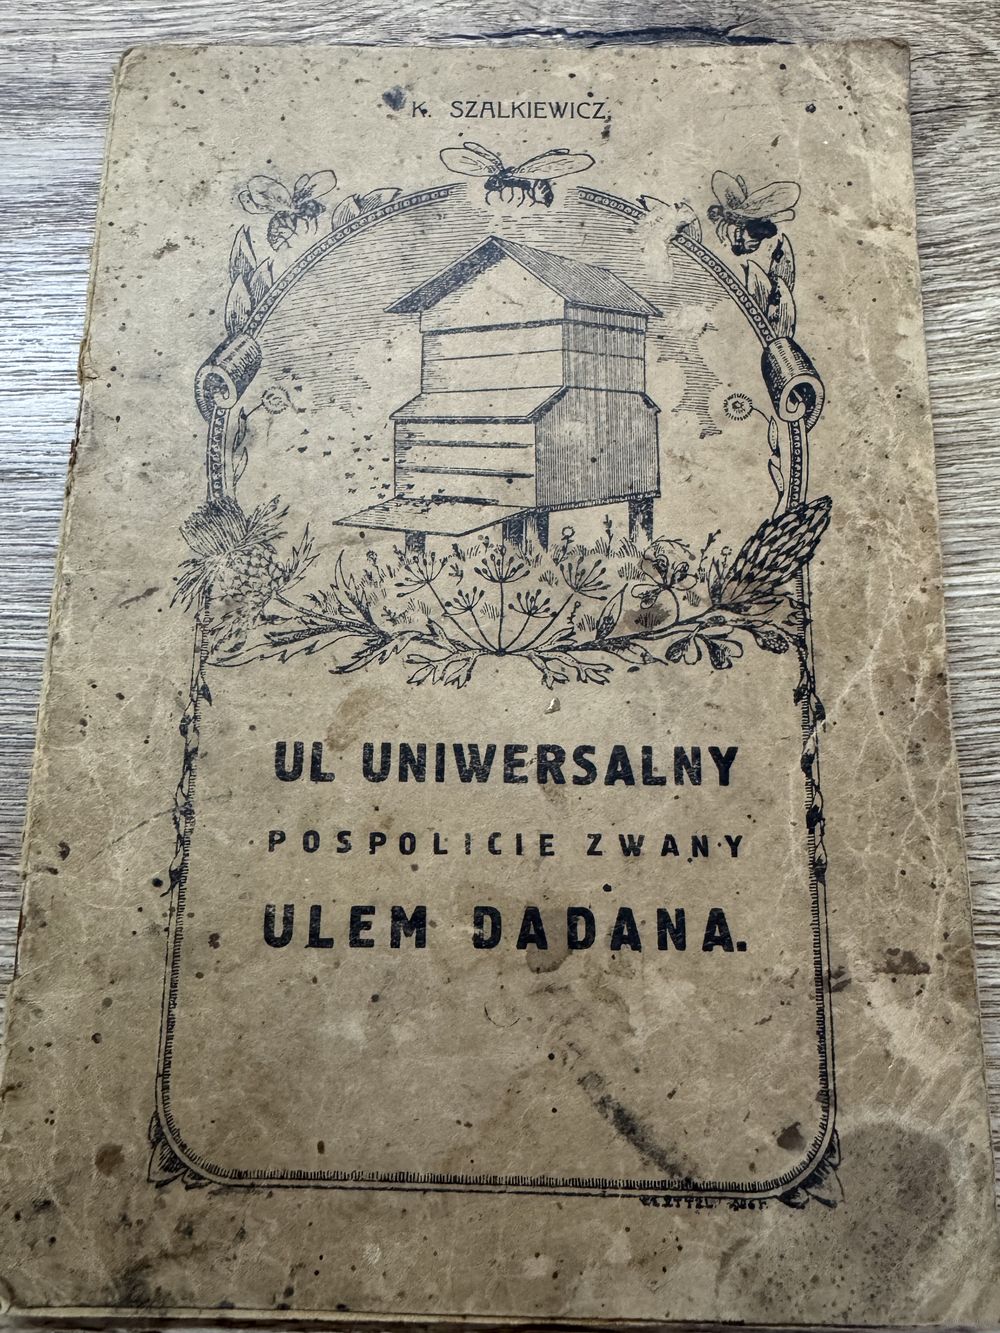 K. SZALKIEWICZ.
UL UNIWERSALNY
POSPOLICIE ZWANY
ULEM DADANA.